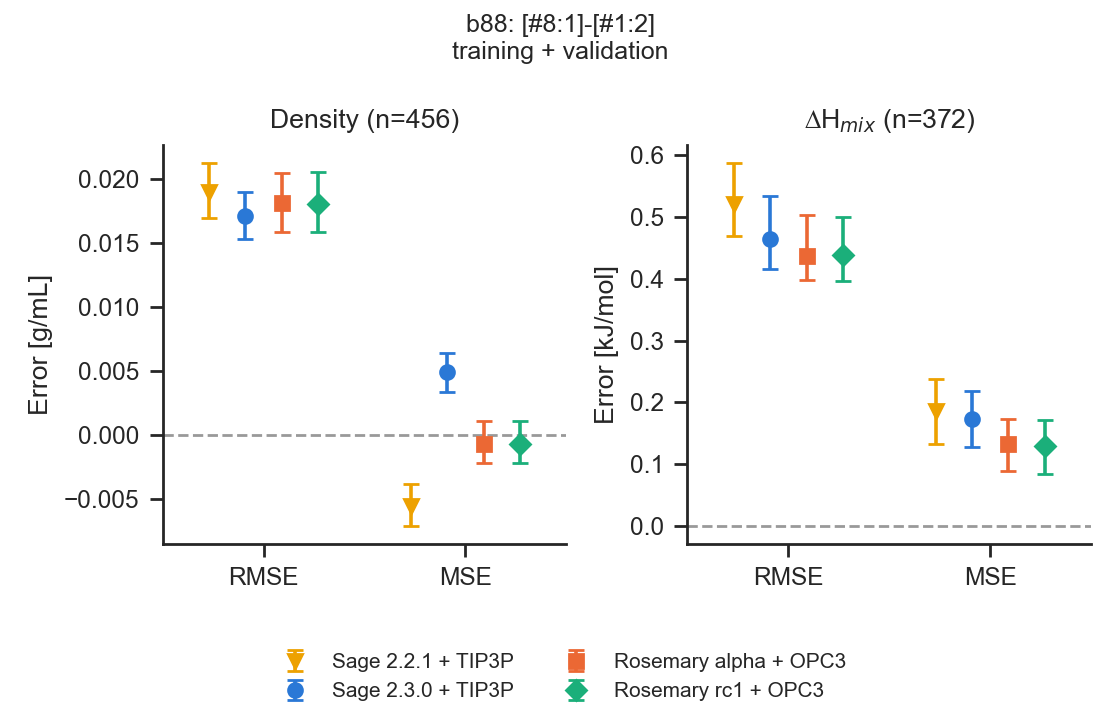 b88: [#8:1]-[#1:2]
training + validation
Density (n=456)
ΔHmix (n=372)
Error [g/mL]
0.020
0.015
0.010
0.005
0.000
−0.005
RMSE
MSE
Error [kJ/mol]
0.6
0.5
0.4
0.3
0.2
0.1
0.0
RMSE
MSE
Sage 2.2.1 + TIP3P
Sage 2.3.0 + TIP3P
Rosemary alpha + OPC3
Rosemary rc1 + OPC3